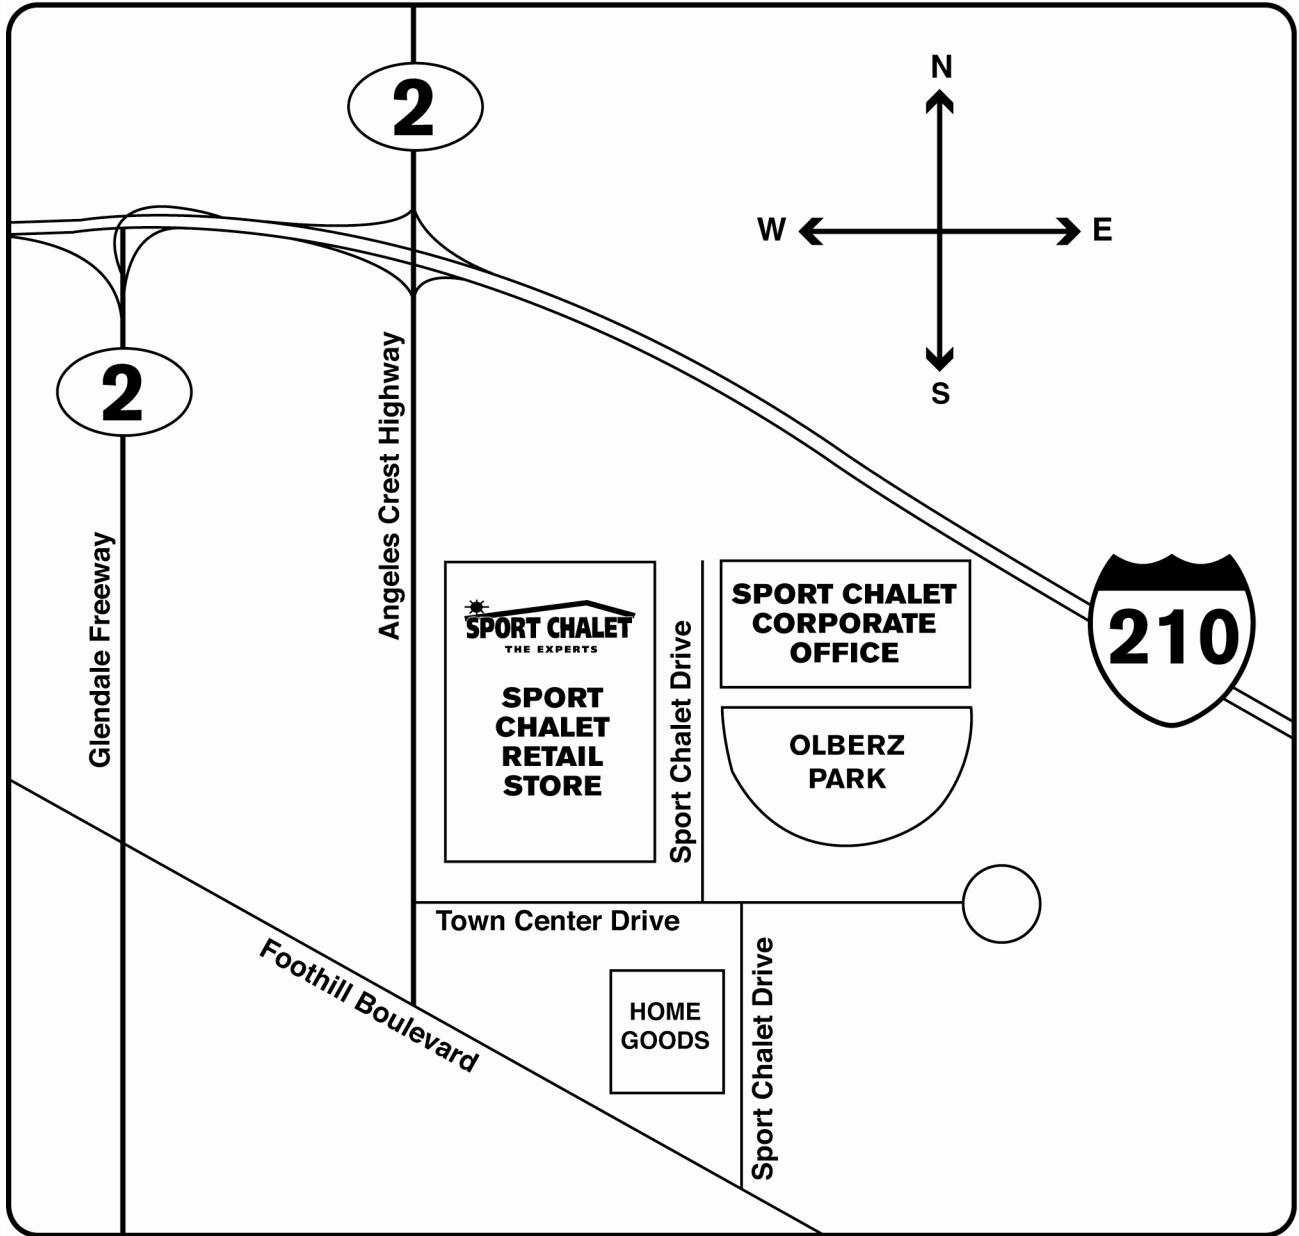 2
N
W
E
S
2
Angeles Crest Highway
Glendale Freeway
SPORT CHALET
THE EXPERTS
SPORT
CHALET
RETAIL
STORE
Sport Chalet Drive
SPORT CHALET
CORPORATE
OFFICE
210
OLBERZ
PARK
Town Center Drive
Foothill Boulevard
HOME
GOODS
Sport Chalet Drive